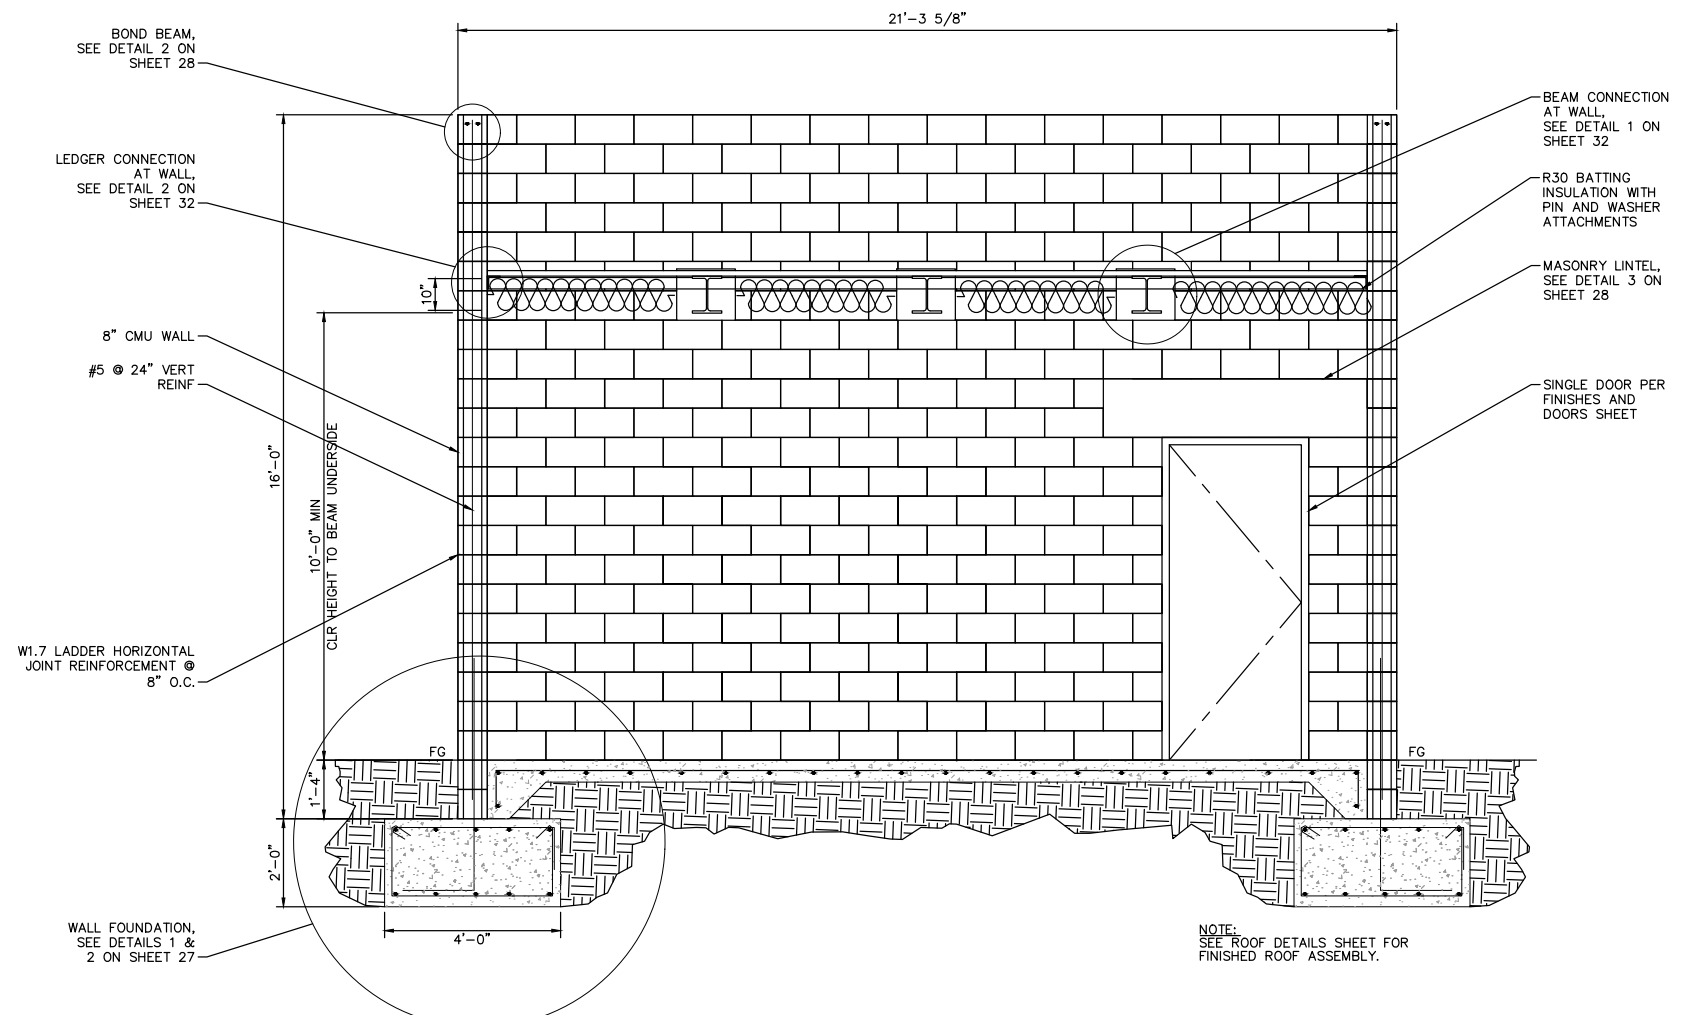 21'-3 5/8"
BOND BEAM,
SEE DETAIL 2 ON
SHEET 28
LEDGER CONNECTION
AT WALL,
SEE DETAIL 2 ON
SHEET 32
8" CMU WALL
#5 @ 24" VERT
REINF
W1.7 LADDER HORIZONTAL
JOINT REINFORCEMENT @
8" O.C.
WALL FOUNDATION,
SEE DETAILS 1 &
2 ON SHEET 27
16'-0"
10"
10'-0" MIN
CLR HEIGHT TO BEAM UNDERSIDE
1'-4"
2'-0"
4'-0"
FG
FG
BEAM CONNECTION
AT WALL,
SEE DETAIL 1 ON
SHEET 32
R30 BATTING
INSULATION WITH
PIN AND WASHER
ATTACHMENTS
MASONRY LINTEL,
SEE DETAIL 3 ON
SHEET 28
SINGLE DOOR PER
FINISHES AND
DOORS SHEET
NOTE:
SEE ROOF DETAILS SHEET FOR
FINISHED ROOF ASSEMBLY.